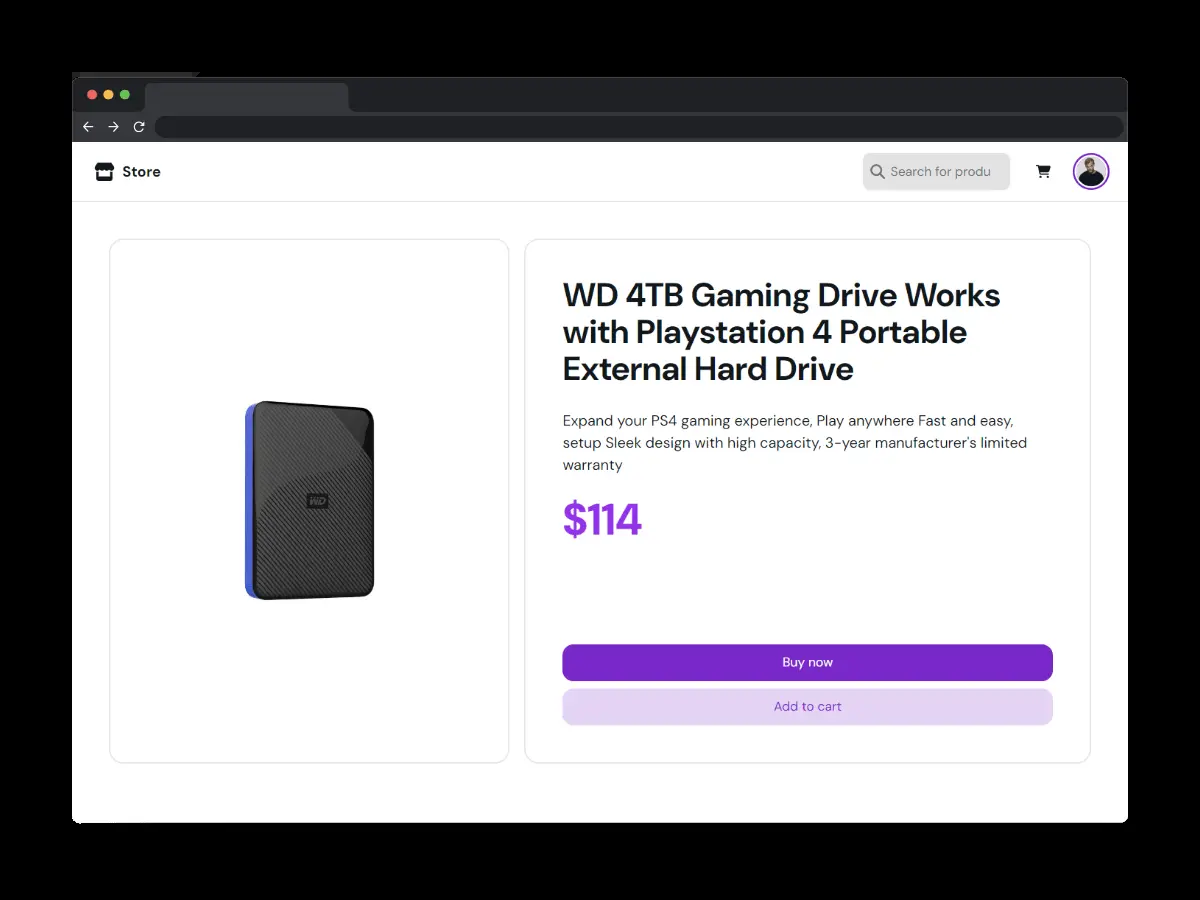 Store
Search for produ
WD 4TB Gaming Drive Works
with Playstation 4 Portable
External Hard Drive
Expand your PS4 gaming experience, Play anywhere Fast and easy,
setup Sleek design with high capacity, 3-year manufacturer's limited
warranty
WD
$114
Buy now
Add to cart